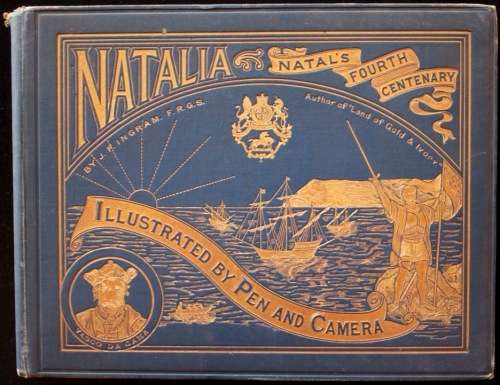 NATALIA
NATAL'S
FOURTH
CENTENARY
BY J. F. INGRAM. F.R.G.S.
Author of "Land of Gold & Ivory"
ILLUSTRATED BY PEN AND CAMERA
VASCO DA GAMA